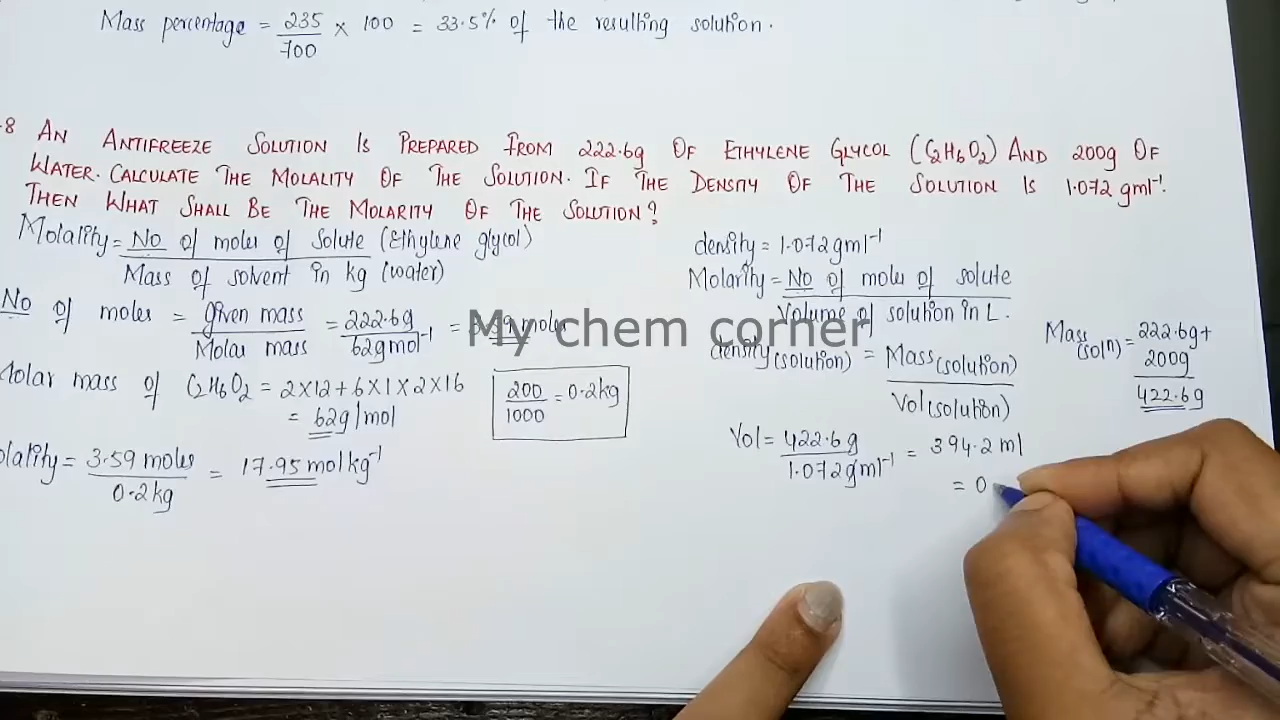 Mass percentage = 235/700 × 100 = 33.5% of the resulting solution.
8 AN ANTIFREEZE SOLUTION IS PREPARED FROM 222.6g OF ETHYLENE GLYCOL (C2H6O2) AND 200g OF
WATER. CALCULATE THE MOLALITY OF THE SOLUTION. IF THE DENSITY OF THE SOLUTION IS 1.072 gml⁻¹.
THEN WHAT SHALL BE THE MOLARITY OF THE SOLUTION?
Molality = No of moles of solute (Ethylene glycol)
Mass of solvent in kg (water)
No of moles = given mass / Molar mass = 222.6g / 62gmol⁻¹ = 3.59 moles
Molar mass of C2H6O2 = 2×12+6×1×2×16
= 62g/mol
200/1000 = 0.2kg
olality = 3.59 moles / 0.2kg = 17.95 mol kg⁻¹
density = 1.072gml⁻¹
Molarity = No of mole of solute
Volume of solution in L.
density (solution) = Mass (solution)
Vol (solution)
Mass (solⁿ) = 222.6g+
200g
422.6g
Vol = 422.6g / 1.072gml⁻¹ = 394.2 ml
= 0.
My chem corner